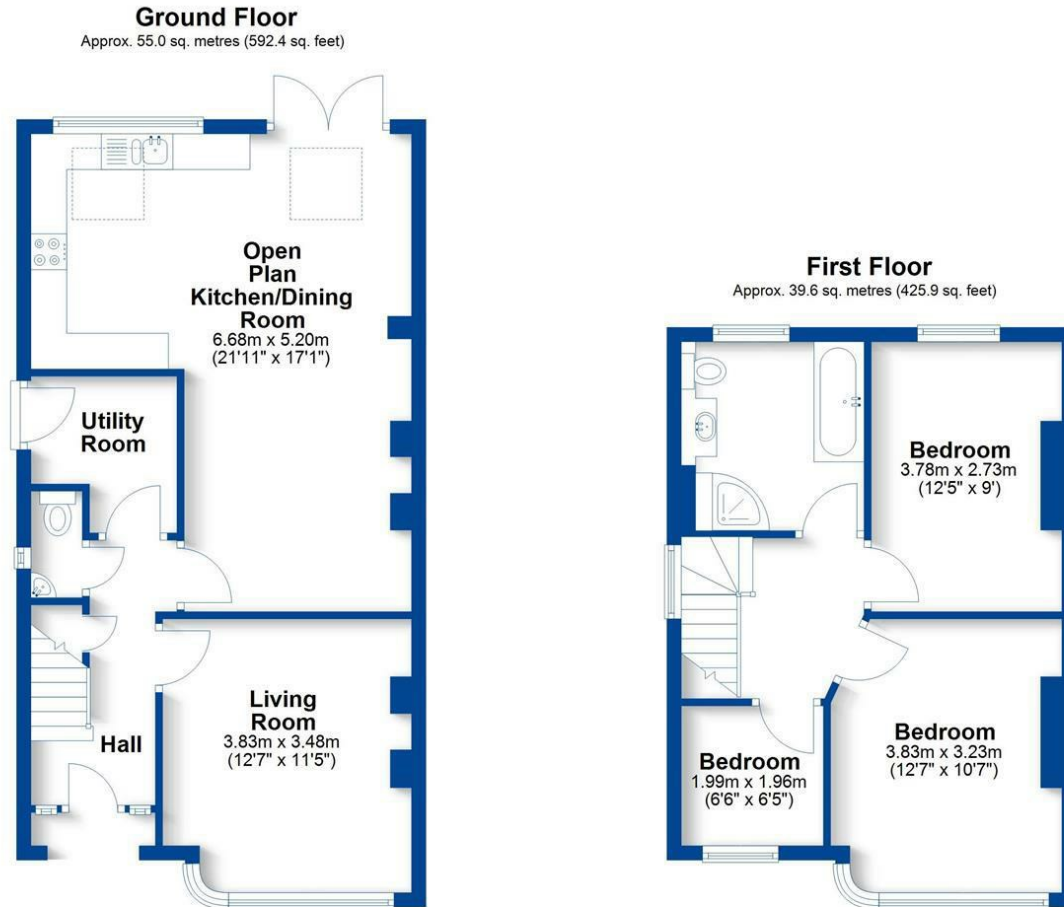 Ground Floor
Approx. 55.0 sq. metres (592.4 sq. feet)
Open
Plan
Kitchen/Dining
Room
6.68m x 5.20m
(21'11" x 17'1")
Utility
Room
Living
Room
3.83m x 3.48m
(12'7" x 11'5")
Hall
First Floor
Approx. 39.6 sq. metres (425.9 sq. feet)
Bedroom
3.78m x 2.73m
(12'5" x 9')
Bedroom
3.83m x 3.23m
(12'7" x 10'7")
Bedroom
1.99m x 1.96m
(6'6" x 6'5")